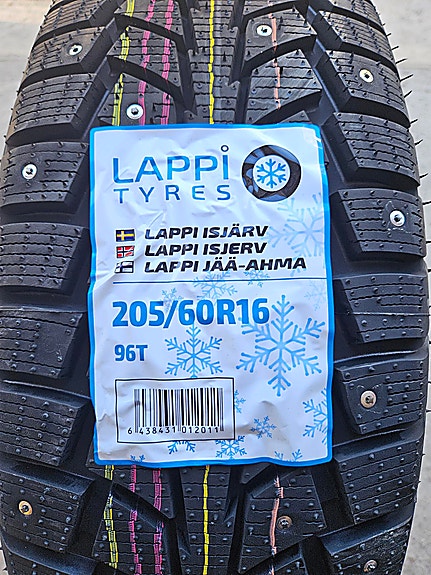 LAPPI
TYRES
LAPPI ISJÄRV
LAPPI ISJERV
LAPPI JÄÄ-AHMA
205/60R16
96T
6 438431 012011